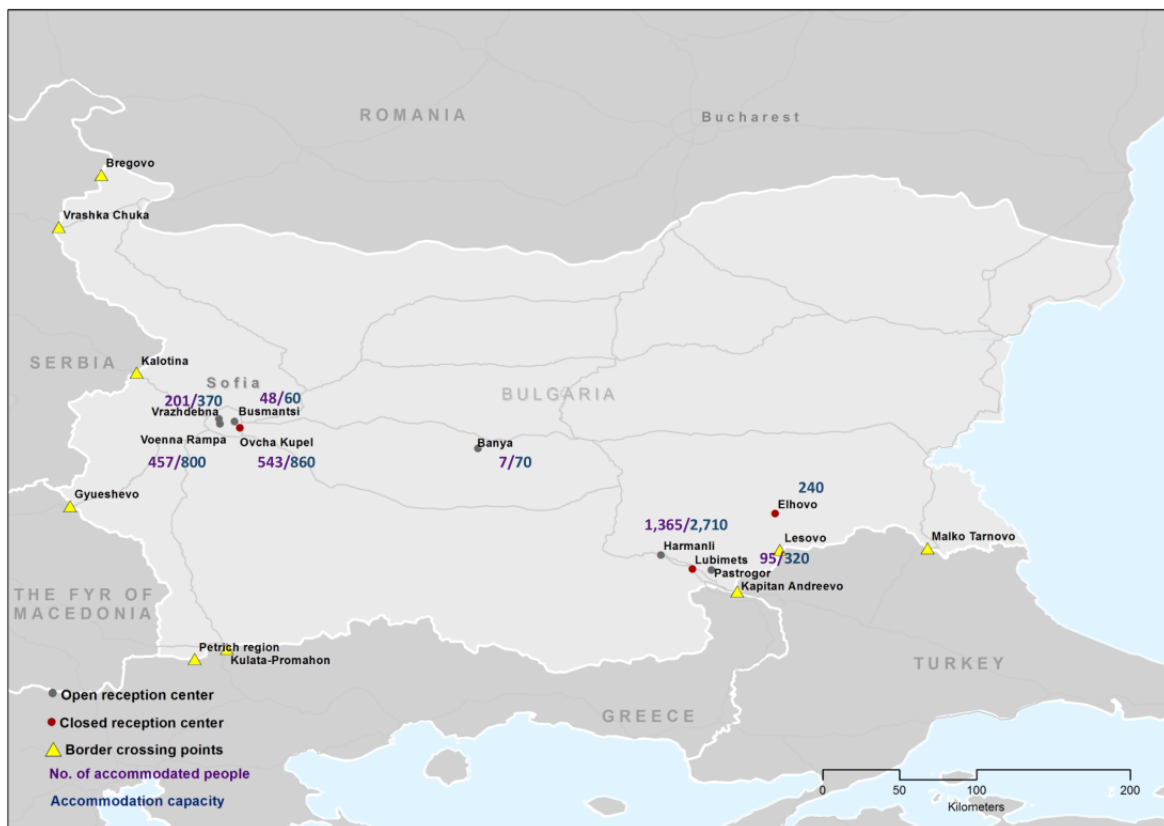 ROMANIA
Bucharest
Bregovo
Vrashka Chuka
SERBIA
Kalotina
Sofia
BULGARIA
201/370
48/60
Vrazhdebna
Busmantsi
Voenna Rampa
Ovcha Kupel
457/800
543/860
Banya
7/70
Gyueshevo
240
Elhovo
1,365/2,710
Harmanli
Lesovo
Malko Tarnovo
95/320
Lubimets
Pastrogor
Kapitan Andreevo
THE FYR OF
MACEDONIA
Petrich region
Kulata-Promahon
TURKEY
GREECE
Open reception center
Closed reception center
Border crossing points
No. of accommodated people
Accommodation capacity
0 50 100 200
Kilometers